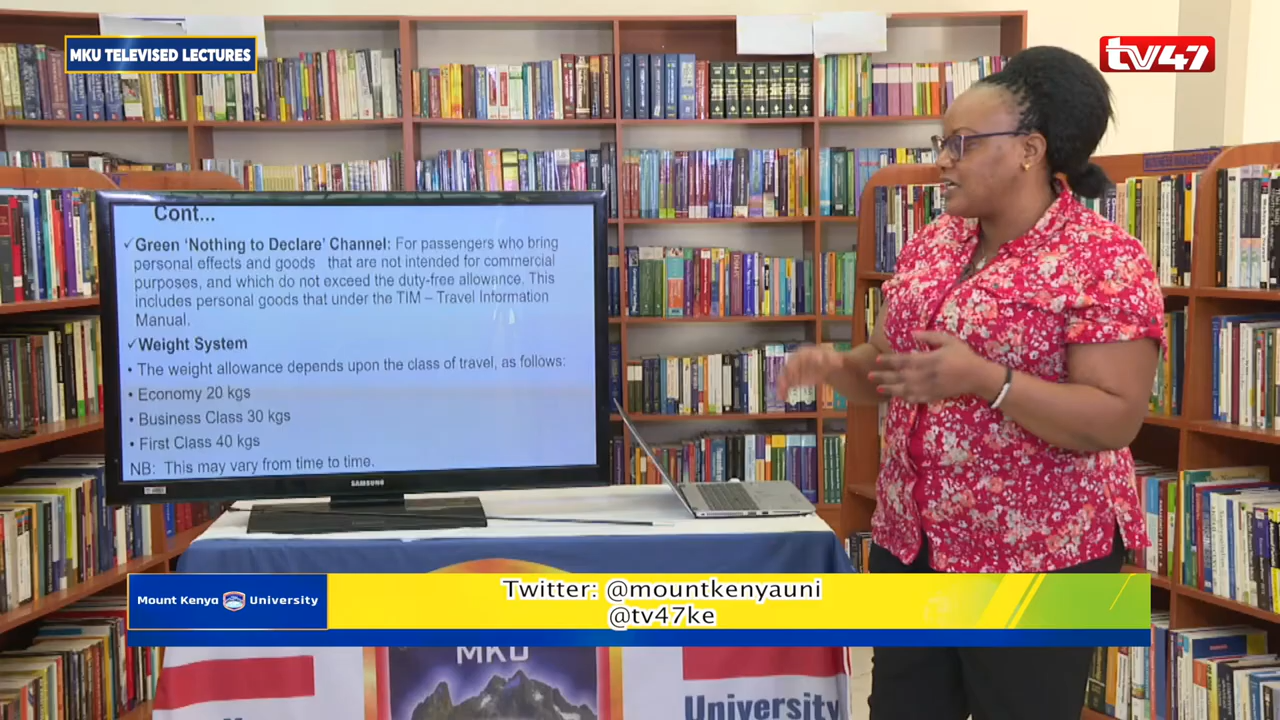 MKU TELEVISED LECTURES
tv47
BUSINESS MANAGEMENT
Cont...
✓Green ‘Nothing to Declare’ Channel: For passengers who bring
personal effects and goods that are not intended for commercial
purposes, and which do not exceed the duty-free allowance. This
includes personal goods that under the TIM – Travel Information
Manual.
✓Weight System
• The weight allowance depends upon the class of travel, as follows:
• Economy 20 kgs
• Business Class 30 kgs
• First Class 40 kgs
NB: This may vary from time to time.
SAMSUNG
Mount Kenya University
Twitter: @mountkenyauni
@tv47ke
MKU
University